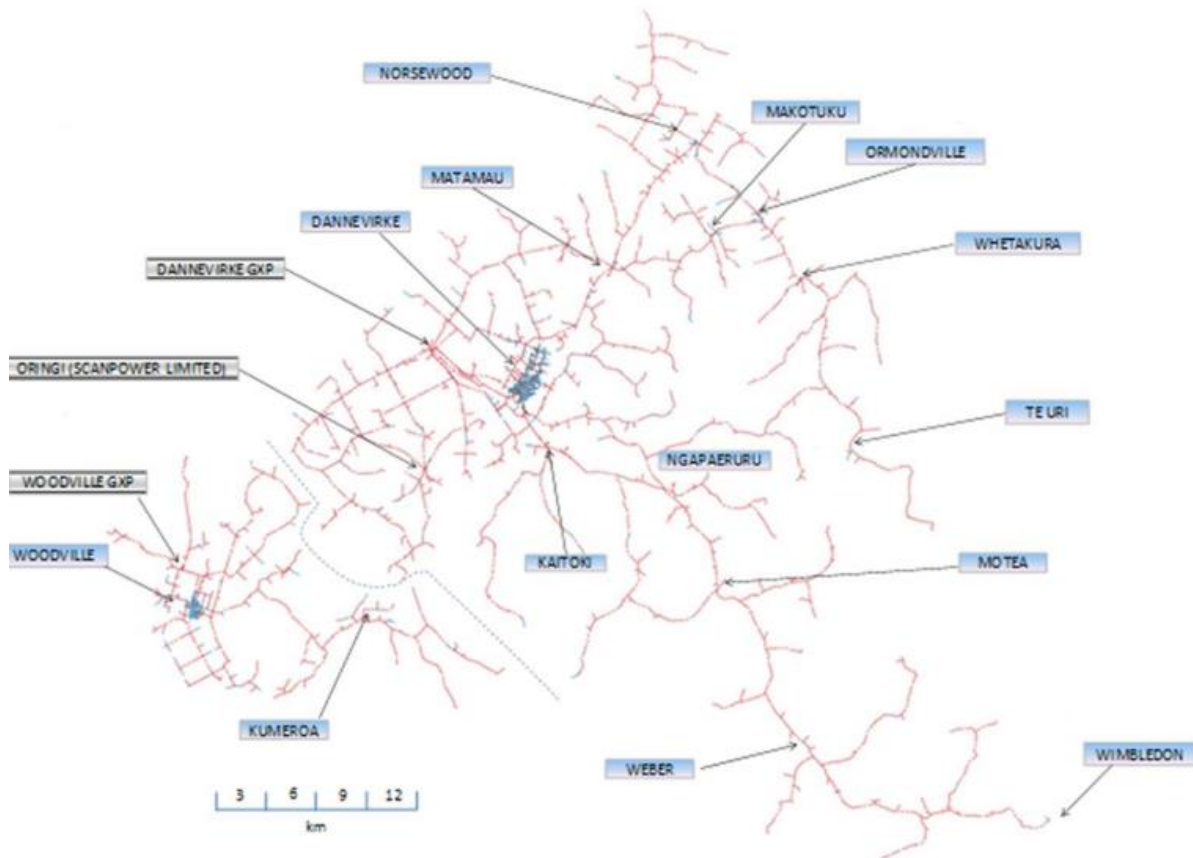 NORSEWOOD
MAKOTUKU
ORMONDVILLE
MATAMAU
DANNEVIRKE
WHETAKURA
DANNEVIRKE GXP
ORINGI (SCANPOWER LIMITED)
TE URI
NGAPAERURU
WOODVILLE GXP
WOODVILLE
KAITOKI
MOTEA
KUMEROA
WEBER
WIMBLEDON
3 6 9 12
km